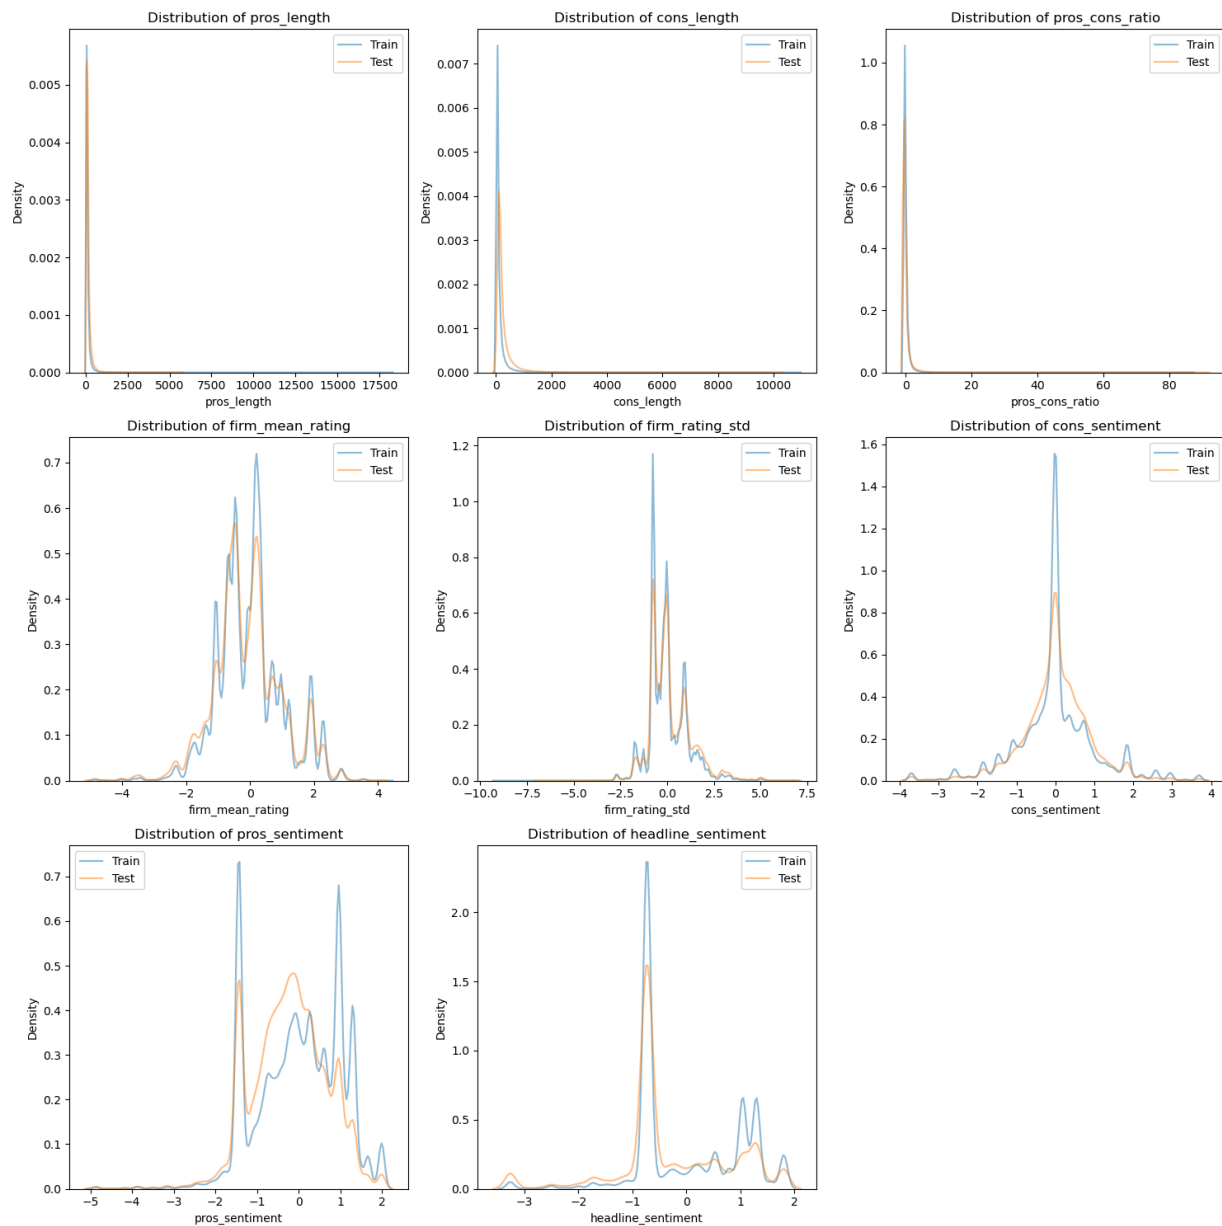 Distribution of pros_length
Train
Test
0.005
0.004
0.003
0.002
0.001
0.000
Density
0 2500 5000 7500 10000 12500 15000 17500
pros_length
Distribution of cons_length
Train
Test
0.007
0.006
0.005
0.004
0.003
0.002
0.001
0.000
Density
0 2000 4000 6000 8000 10000
cons_length
Distribution of pros_cons_ratio
Train
Test
1.0
0.8
0.6
0.4
0.2
0.0
Density
0 20 40 60 80
pros_cons_ratio
Distribution of firm_mean_rating
Train
Test
0.7
0.6
0.5
0.4
0.3
0.2
0.1
0.0
Density
−4 −2 0 2 4
firm_mean_rating
Distribution of firm_rating_std
Train
Test
1.2
1.0
0.8
0.6
0.4
0.2
0.0
Density
−10.0 −7.5 −5.0 −2.5 0.0 2.5 5.0 7.5
firm_rating_std
Distribution of cons_sentiment
Train
Test
1.6
1.4
1.2
1.0
0.8
0.6
0.4
0.2
0.0
Density
−4 −3 −2 −1 0 1 2 3 4
cons_sentiment
Distribution of pros_sentiment
Train
Test
0.7
0.6
0.5
0.4
0.3
0.2
0.1
0.0
Density
−5 −4 −3 −2 −1 0 1 2
pros_sentiment
Distribution of headline_sentiment
Train
Test
2.0
1.5
1.0
0.5
0.0
Density
−3 −2 −1 0 1 2
headline_sentiment